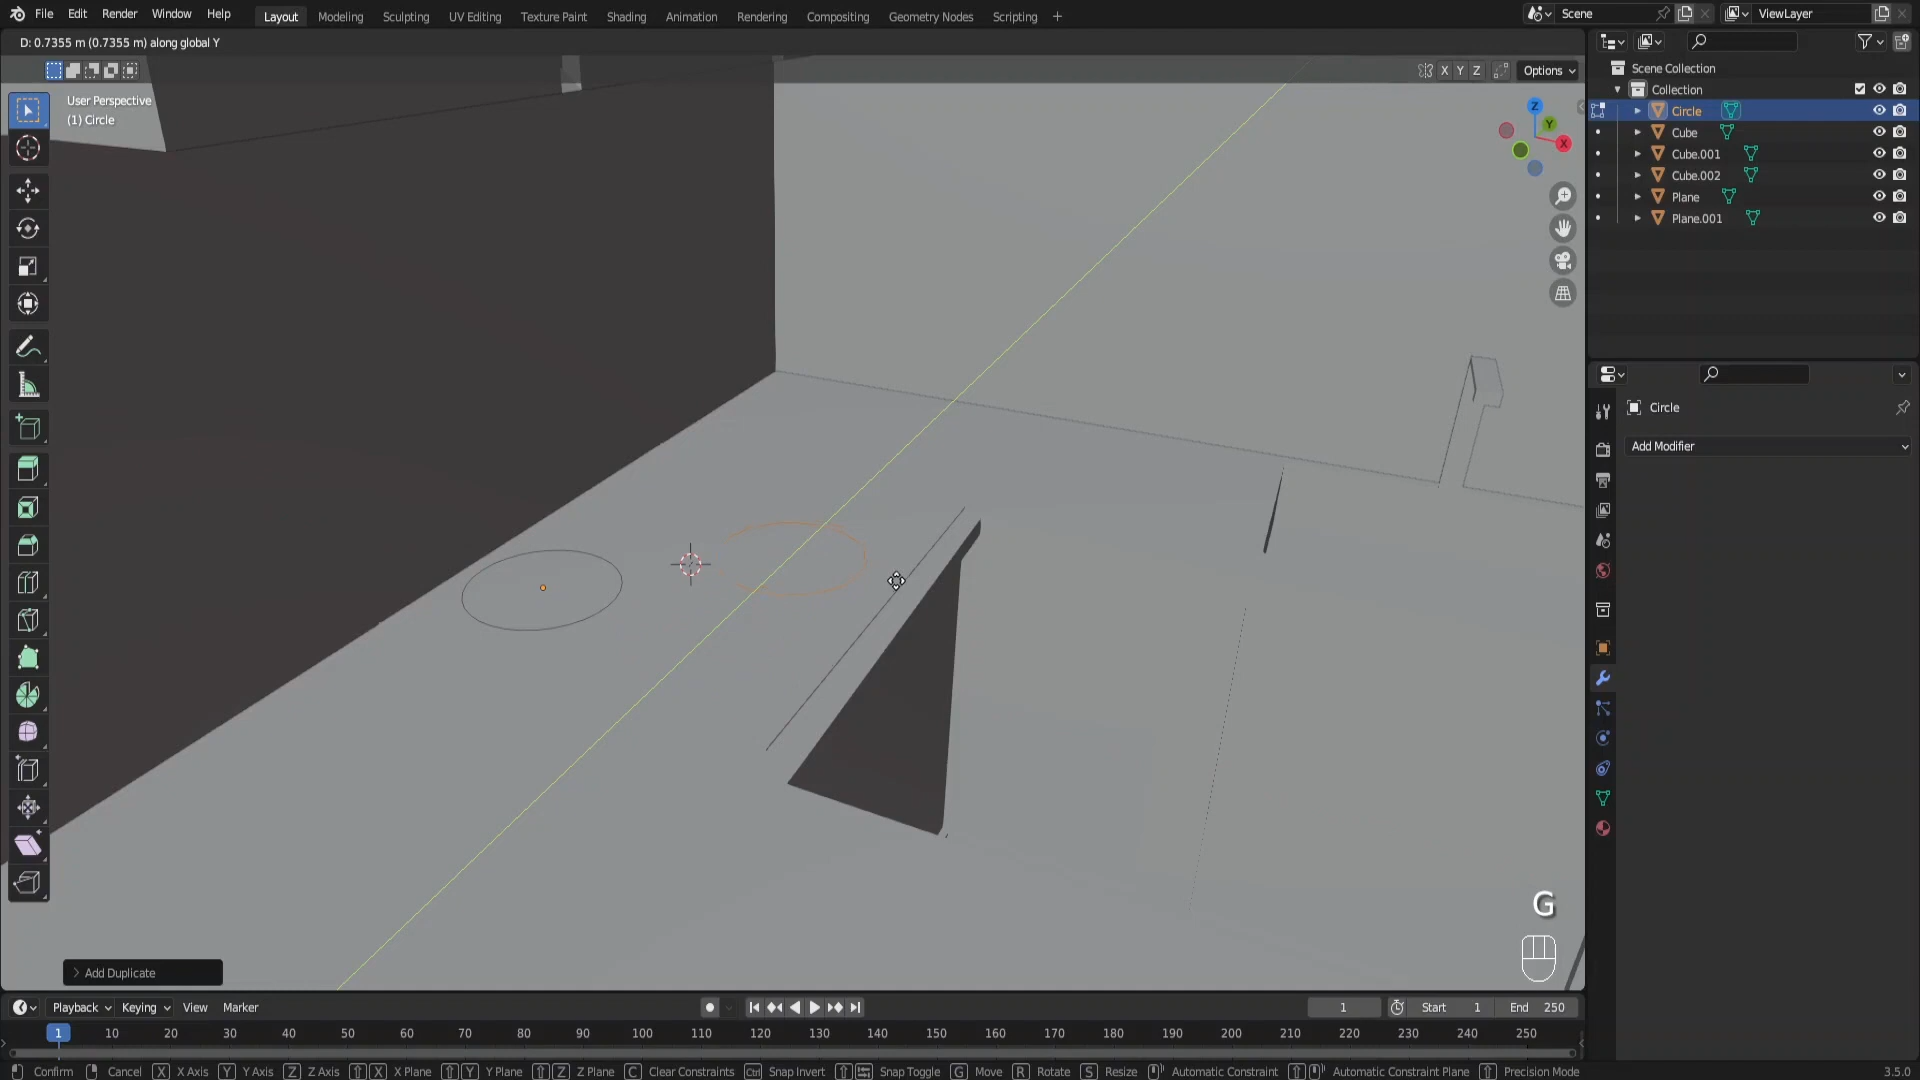 File Edit Render Window Help Layout Modeling Sculpting UV Editing Texture Paint Shading Animation Rendering Compositing Geometry Nodes Scripting + Scene ViewLayer
D: 0.7355 m (0.7355 m) along global Y
X Y Z Options
User Perspective
(1) Circle
Z
Y
X
Scene Collection
Collection
Circle
Cube
Cube.001
Cube.002
Plane
Plane.001
Circle
Add Modifier
G
Add Duplicate
Playback Keying View Marker 1 Start 1 End 250
1 10 20 30 40 50 60 70 80 90 100 110 120 130 140 150 160 170 180 190 200 210 220 230 240 250
Confirm Cancel X X Axis Y Y Axis Z Z Axis X X Plane Y Y Plane Z Z Plane C Clear Constraints Ctrl Snap Invert Snap Toggle G Move R Rotate S Resize Automatic Constraint Automatic Constraint Plane Precision Mode 3.5.0